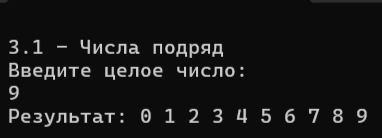 3.1 – Числа подряд
Введите целое число:
9
Результат: 0 1 2 3 4 5 6 7 8 9